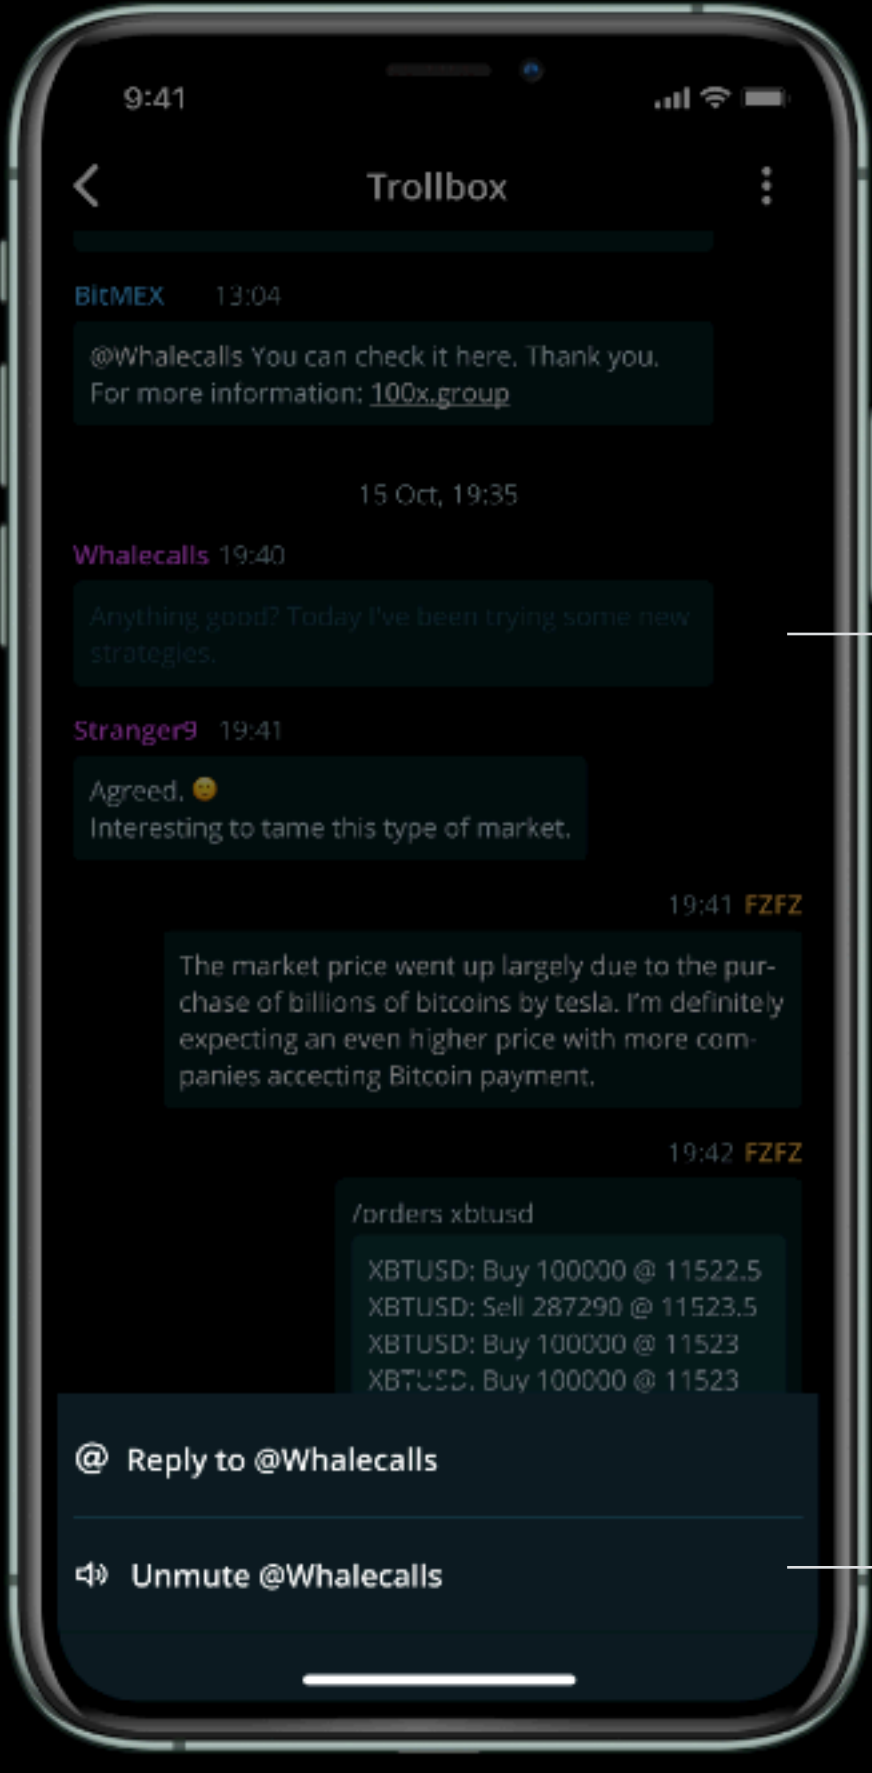 9:41
Trollbox
BitMEX 13:04
@Whalecalls You can check it here. Thank you.
For more information: 100x.group
15 Oct, 19:35
Whalecalls 19:40
Anything good? Today I've been trying some new
strategies.
Stranger9 19:41
Agreed. 🙂
Interesting to tame this type of market.
19:41 FZFZ
The market price went up largely due to the pur-
chase of billions of bitcoins by tesla. I'm definitely
expecting an even higher price with more com-
panies accecting Bitcoin payment.
19:42 FZFZ
/orders xbtusd
XBTUSD: Buy 100000 @ 11522.5
XBTUSD: Sell 287290 @ 11523.5
XBTUSD: Buy 100000 @ 11523
XBTUSD. Buy 100000 @ 11523
@ Reply to @Whalecalls
Unmute @Whalecalls